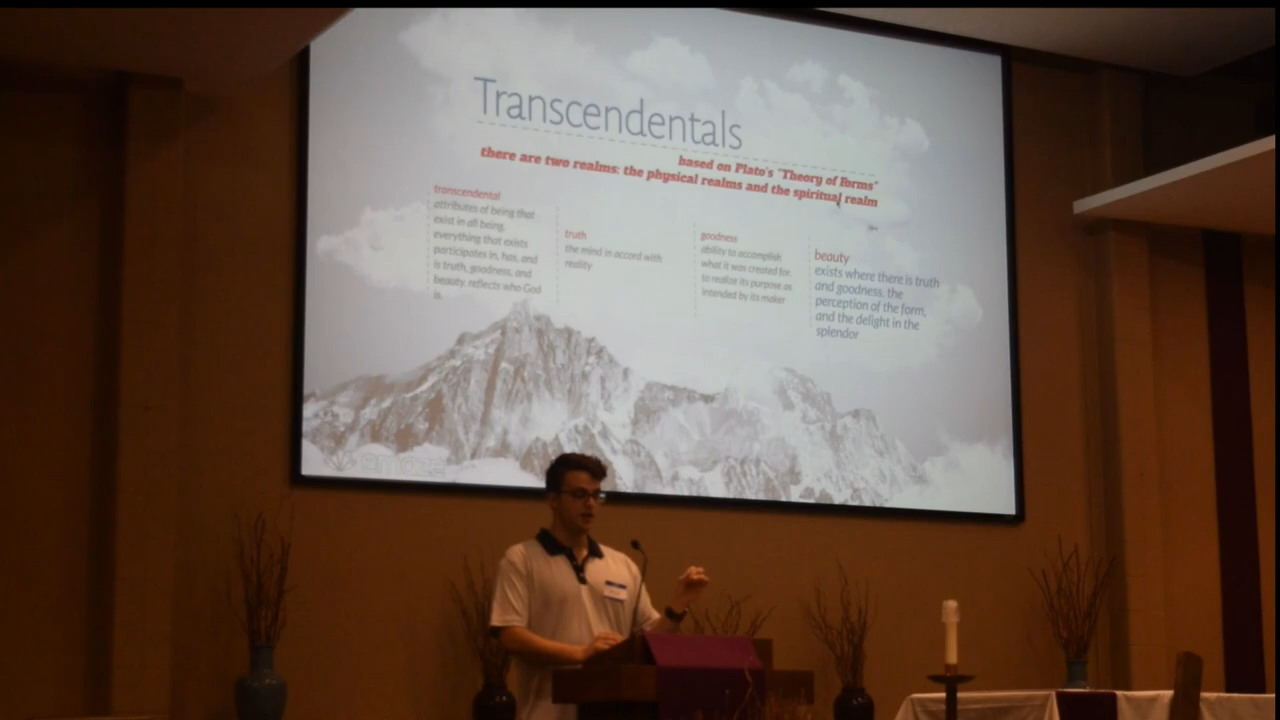 Transcendentals
based on Plato's "Theory of Forms"
there are two realms: the physical realms and the spiritual realm
transcendental
attributes of being that
exist in all being.
everything that exists
participates in, has, and
is truth, goodness, and
beauty. reflects who God
is.
truth
the mind in accord with
reality
goodness
ability to accomplish
what it was created for.
to realize its purpose as
intended by its maker
beauty
exists where there is truth
and goodness. the
perception of the form,
and the delight in the
splendor